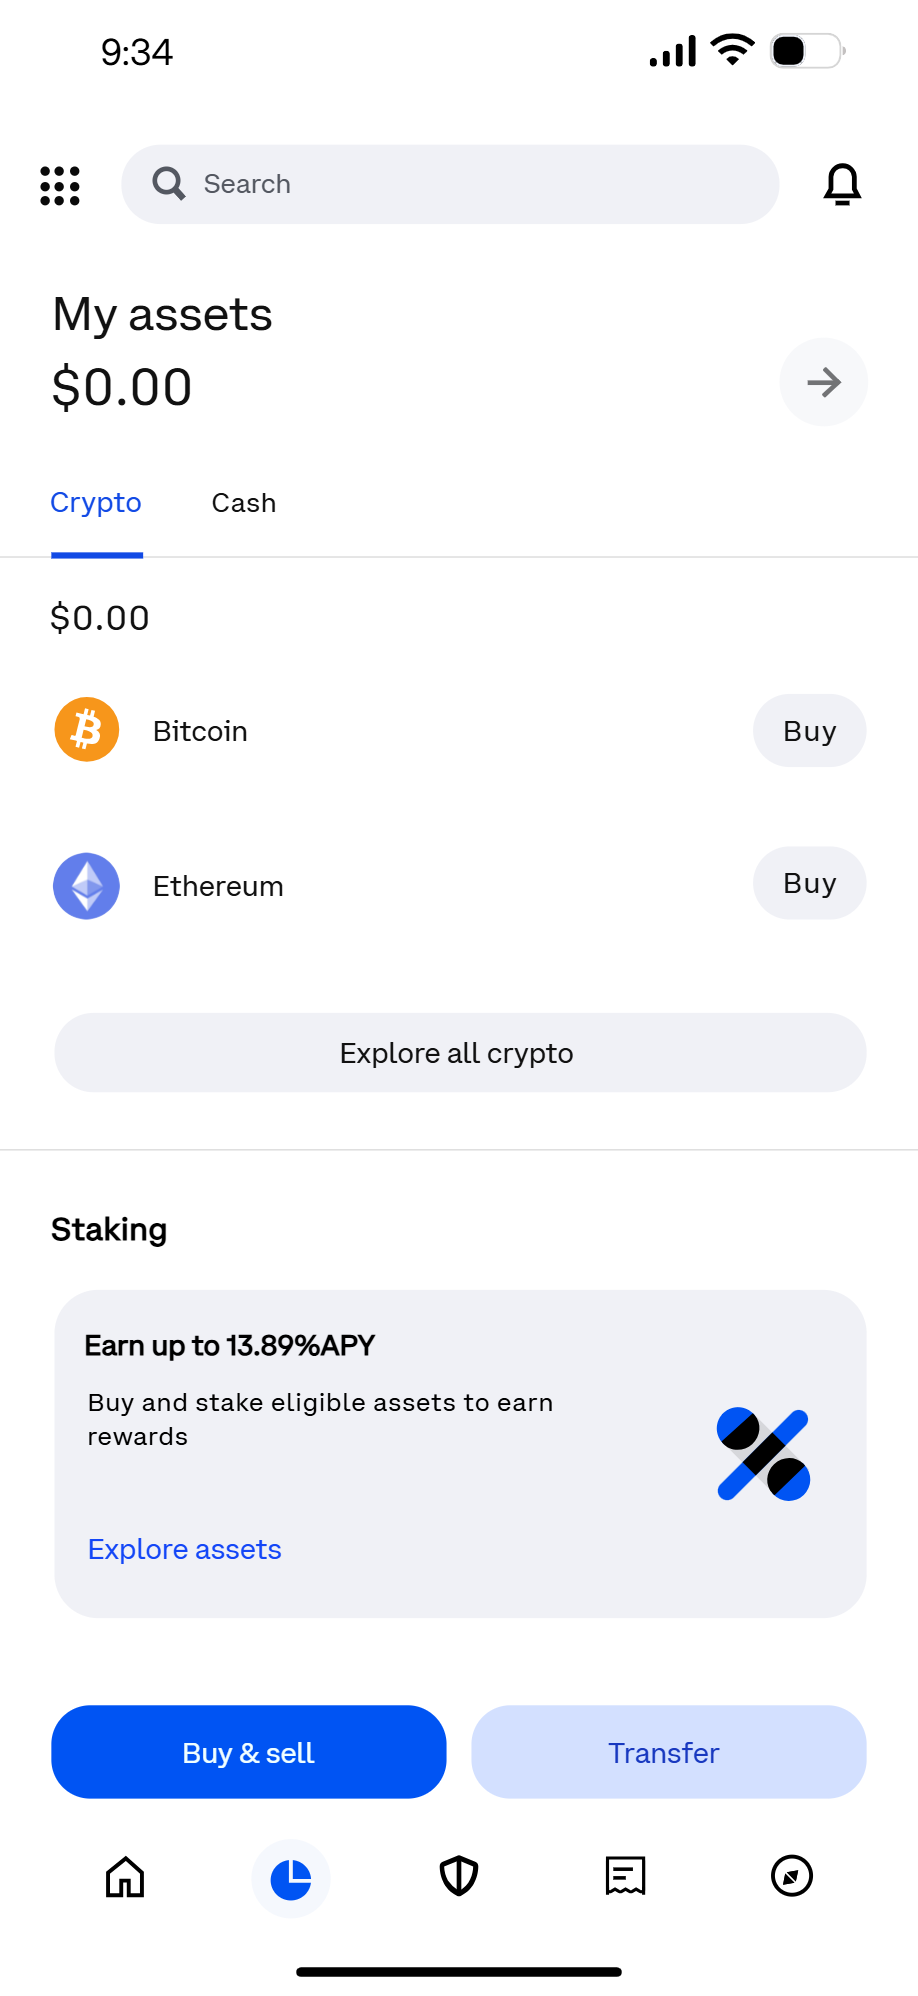 9:34
Search
My assets
$0.00
Crypto
Cash
$0.00
Bitcoin
Buy
Ethereum
Buy
Explore all crypto
Staking
Earn up to 13.89%APY
Buy and stake eligible assets to earn
rewards
Explore assets
Buy & sell
Transfer